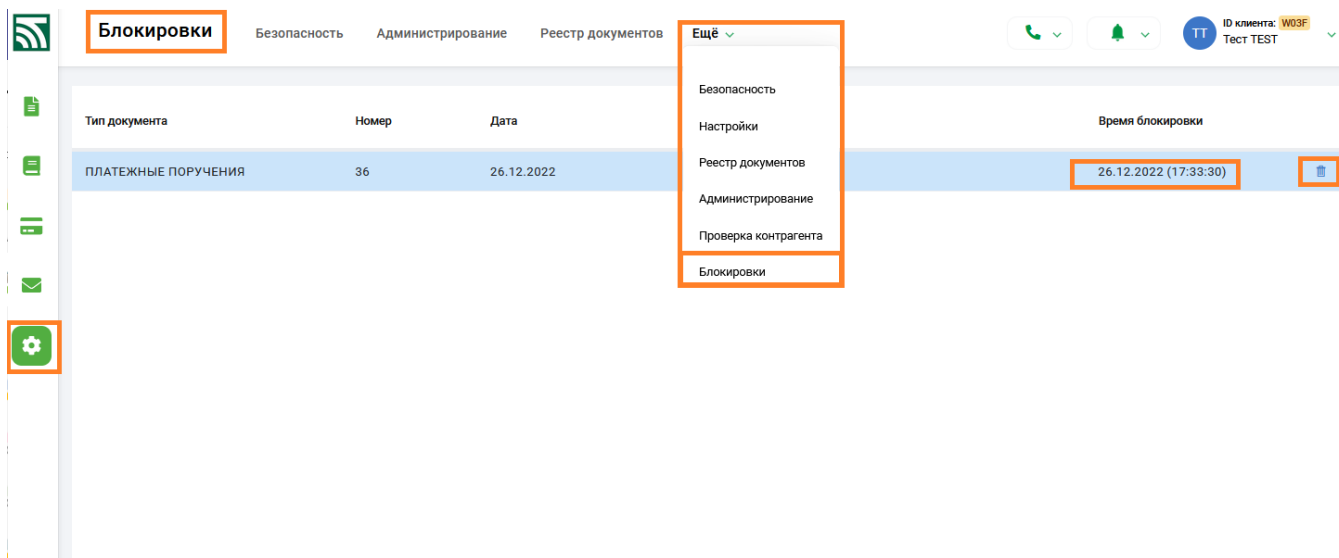 Блокировки Безопасность Администрирование Реестр документов Ещё
ID клиента: W03F
ТТ Тест TEST
Безопасность
Настройки
Реестр документов
Администрирование
Проверка контрагента
Блокировки
Тип документа Номер Дата Время блокировки
ПЛАТЕЖНЫЕ ПОРУЧЕНИЯ 36 26.12.2022 26.12.2022 (17:33:30)